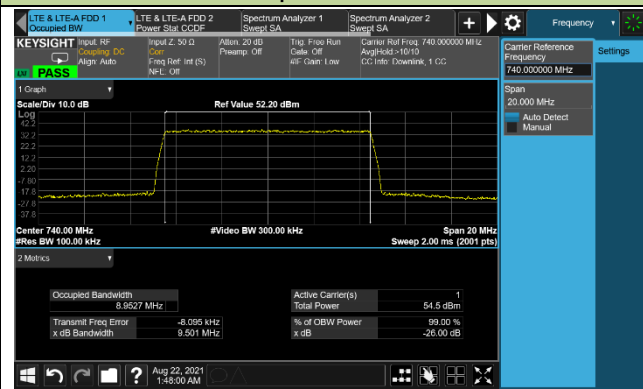 LTE & LTE-A FDD 1
Occupied BW
LTE & LTE-A FDD 2
Power Stat CCDF
Spectrum Analyzer 1
Swept SA
Spectrum Analyzer 2
Swept SA
+
Frequency
KEYSIGHT
Input: RF
Coupling: DC
Align: Auto
Input Z: 50 Ω
Corr
Freq Ref: Int (S)
NFE: Off
Atten: 20 dB
Preamp: Off
Trig: Free Run
Gate: Off
#IF Gain: Low
Carrier Ref Freq: 740.000000 MHz
Avg|Hold:>10/10
CC Info: Downlink, 1 CC
LXI
PASS
Carrier Reference
Frequency
740.000000 MHz
Settings
Span
20.000 MHz
Auto Detect
Manual
1 Graph
Scale/Div 10.0 dB
Ref Value 52.20 dBm
Log
42.2
32.2
22.2
12.2
2.20
-7.80
-17.8
-27.8
-37.8
Center 740.00 MHz
#Video BW 300.00 kHz
Span 20 MHz
#Res BW 100.00 kHz
Sweep 2.00 ms (2001 pts)
2 Metrics
Occupied Bandwidth
8.9527 MHz
Active Carrier(s) 1
Total Power 54.5 dBm
Transmit Freq Error -8.095 kHz
x dB Bandwidth 9.501 MHz
% of OBW Power 99.00 %
x dB -26.00 dB
?
Aug 22, 2021
1:48:00 AM